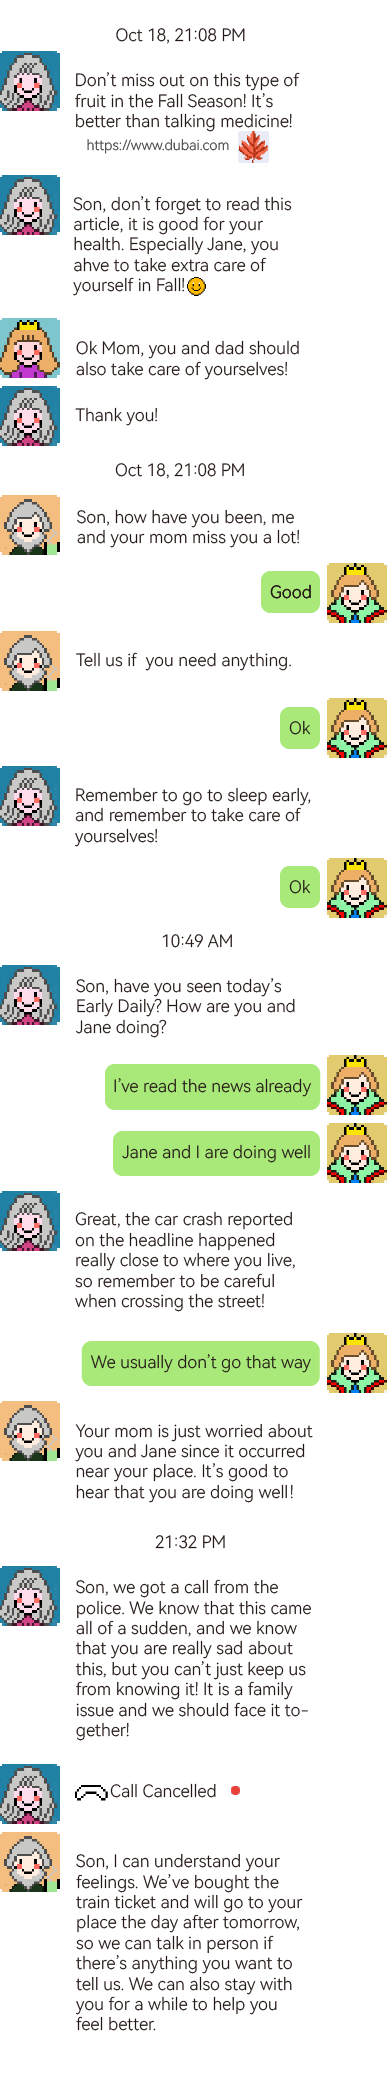 Oct 18, 21:08 PM
Don't miss out on this type of
fruit in the Fall Season! It's
better than talking medicine!
https://www.dubai.com
Son, don't forget to read this
article, it is good for your
health. Especially Jane, you
ahve to take extra care of
yourself in Fall!
Ok Mom, you and dad should
also take care of yourselves!
Thank you!
Oct 18, 21:08 PM
Son, how have you been, me
and your mom miss you a lot!
Good
Tell us if  you need anything.
Ok
Remember to go to sleep early,
and remember to take care of
yourselves!
Ok
10:49 AM
Son, have you seen today's
Early Daily? How are you and
Jane doing?
I've read the news already
Jane and I are doing well
Great, the car crash reported
on the headline happened
really close to where you live,
so remember to be careful
when crossing the street!
We usually don't go that way
Your mom is just worried about
you and Jane since it occurred
near your place. It's good to
hear that you are doing well!
21:32 PM
Son, we got a call from the
police. We know that this came
all of a sudden, and we know
that you are really sad about
this, but you can't just keep us
from knowing it! It is a family
issue and we should face it to-
gether!
Call Cancelled
Son, I can understand your
feelings. We've bought the
train ticket and will go to your
place the day after tomorrow,
so we can talk in person if
there's anything you want to
tell us. We can also stay with
you for a while to help you
feel better.